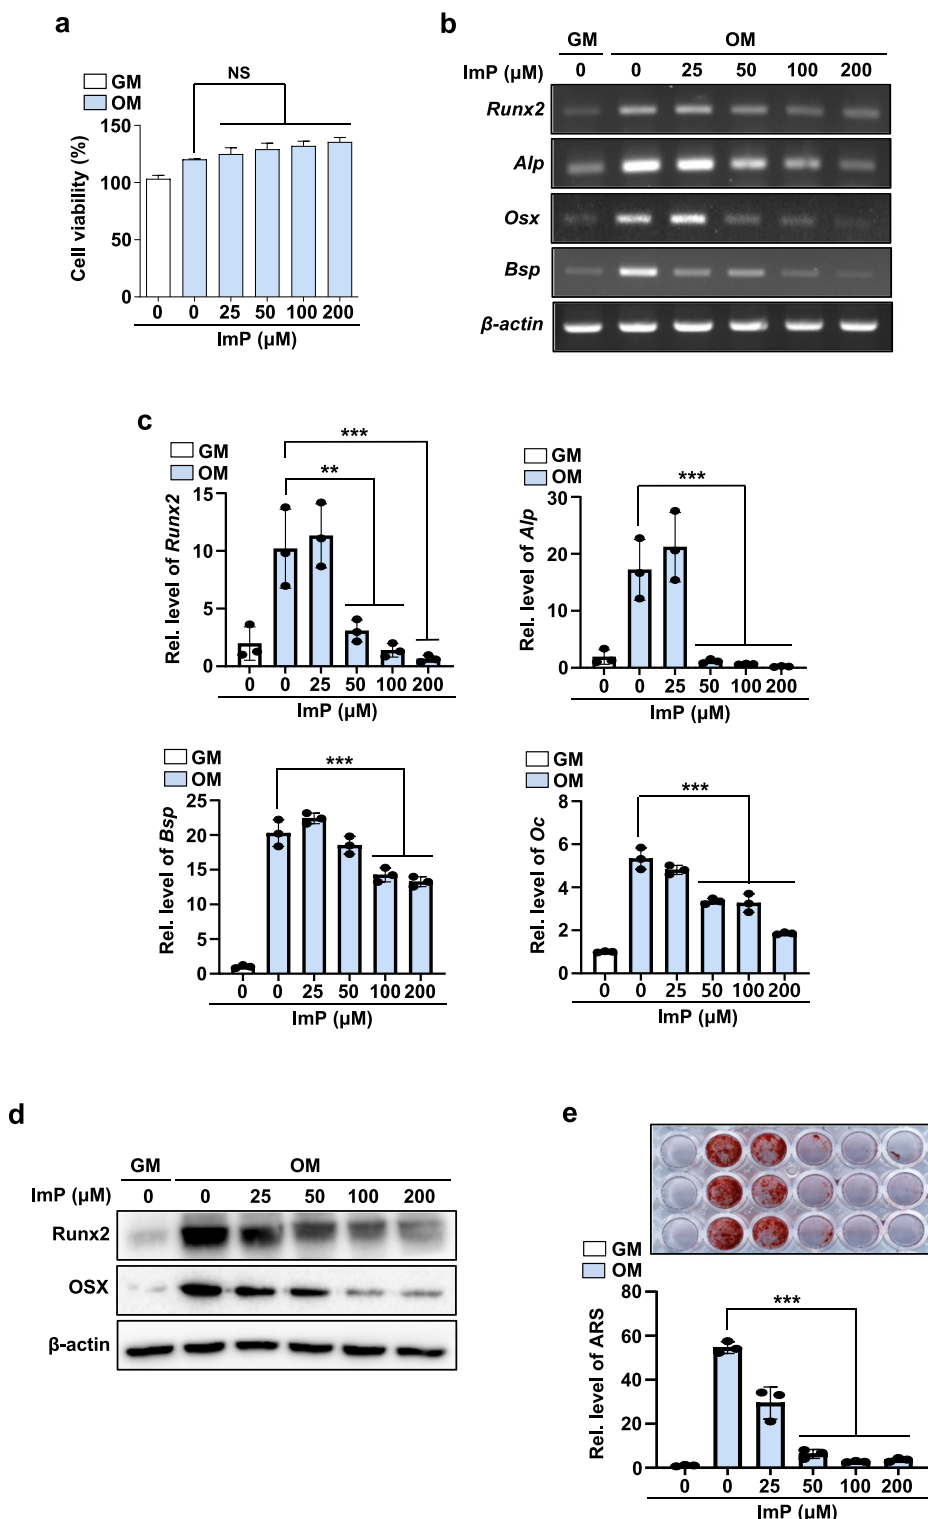 a
GM
OM
NS
Cell viability (%)
150
100
50
0
0 0 25 50 100 200
ImP (μM)
b
GM OM
ImP (μM) 0 0 25 50 100 200
Runx2
Alp
Osx
Bsp
β-actin
c
GM
OM
***
**
Rel. level of Runx2
15
10
5
0
0 0 25 50 100 200
ImP (μM)
GM
OM
***
Rel. level of Alp
30
20
10
0
0 0 25 50 100 200
ImP (μM)
GM
OM
***
Rel. level of Bsp
25
20
15
10
5
0
0 0 25 50 100 200
ImP (μM)
GM
OM
***
Rel. level of Oc
8
6
4
2
0
0 0 25 50 100 200
ImP (μM)
d
GM OM
ImP (μM) 0 0 25 50 100 200
Runx2
OSX
β-actin
e
GM
OM
***
Rel. level of ARS
80
60
40
20
0
0 0 25 50 100 200
ImP (μM)